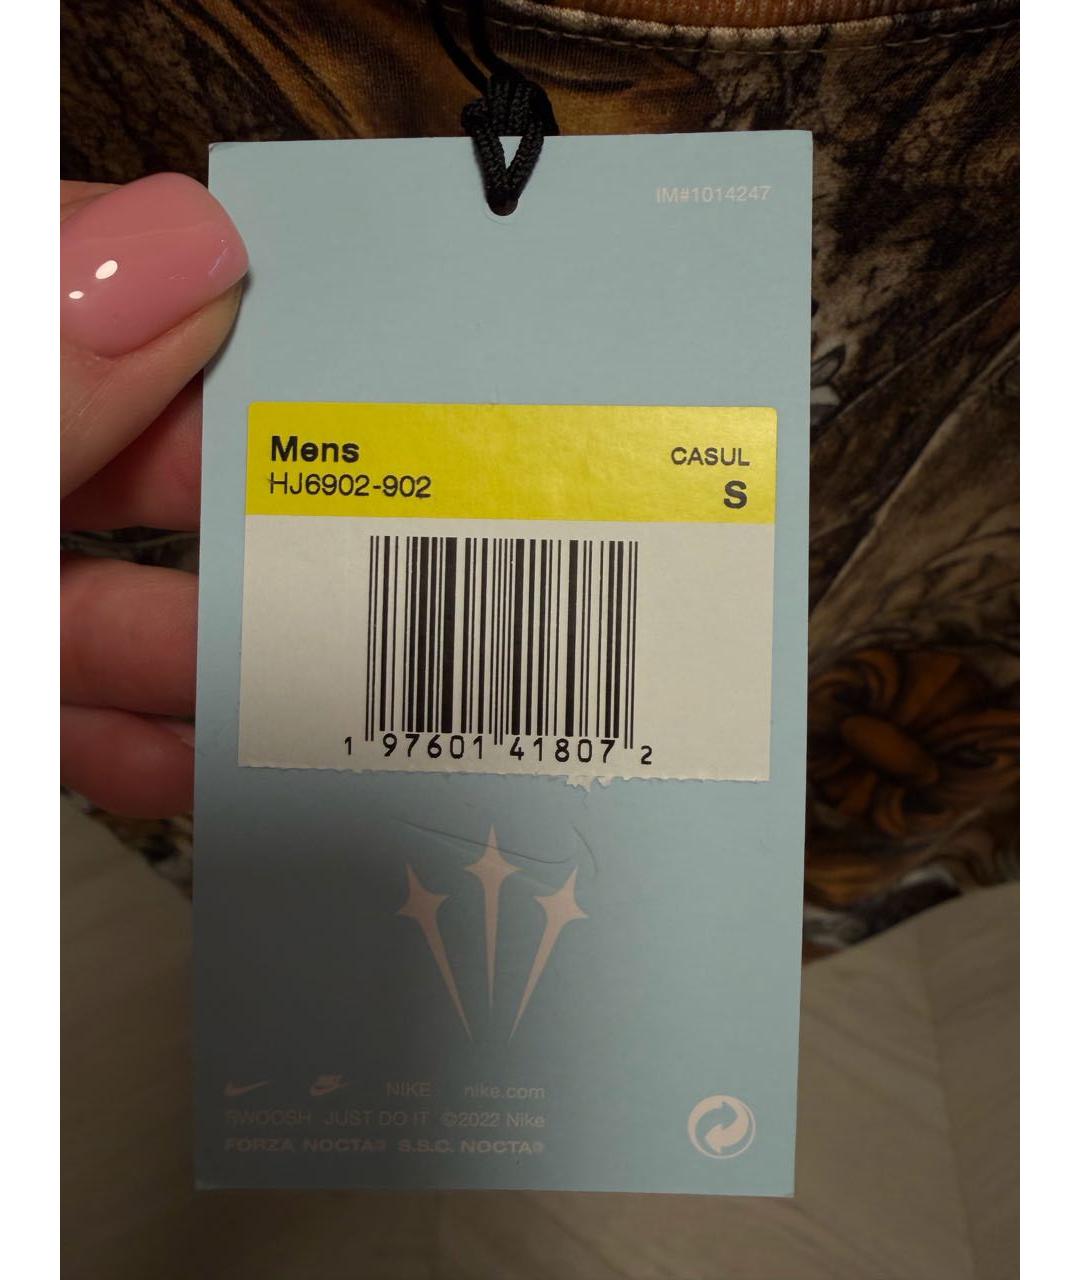 IM#1014247
Mens CASUL
HJ6902-902 S
1 97601 41807 2
NIKE nike.com
SWOOSH JUST DO IT ©2022 Nike
FORZA NOCTA® S.S.C. NOCTA®